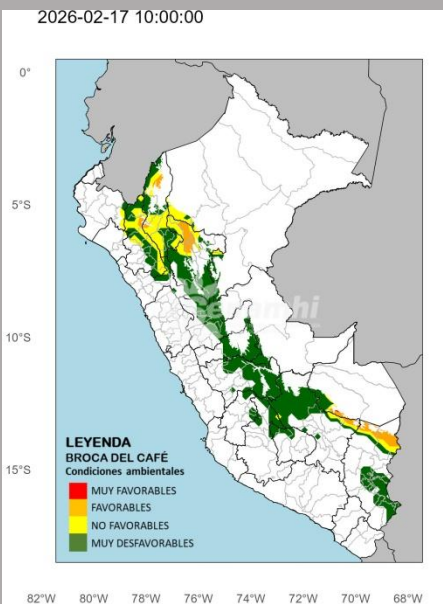 2026-02-17 10:00:00
0°
5°S
10°S
15°S
senamhi
LEYENDA
BROCA DEL CAFÉ
Condiciones ambientales
MUY FAVORABLES
FAVORABLES
NO FAVORABLES
MUY DESFAVORABLES
82°W 80°W 78°W 76°W 74°W 72°W 70°W 68°W